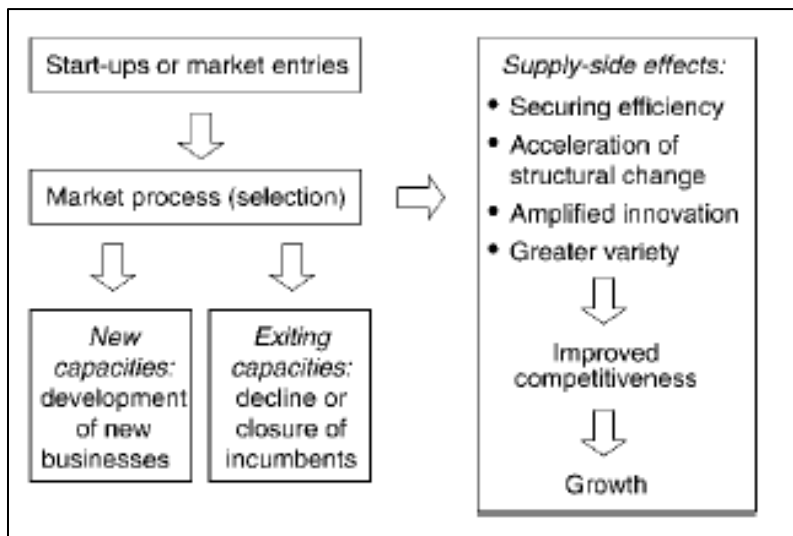 Start-ups or market entries
Market process (selection)
New
capacities:
development
of new
businesses
Exiting
capacities:
decline or
closure of
incumbents
Supply-side effects:
• Securing efficiency
• Acceleration of
structural change
• Amplified innovation
• Greater variety
Improved
competitiveness
Growth